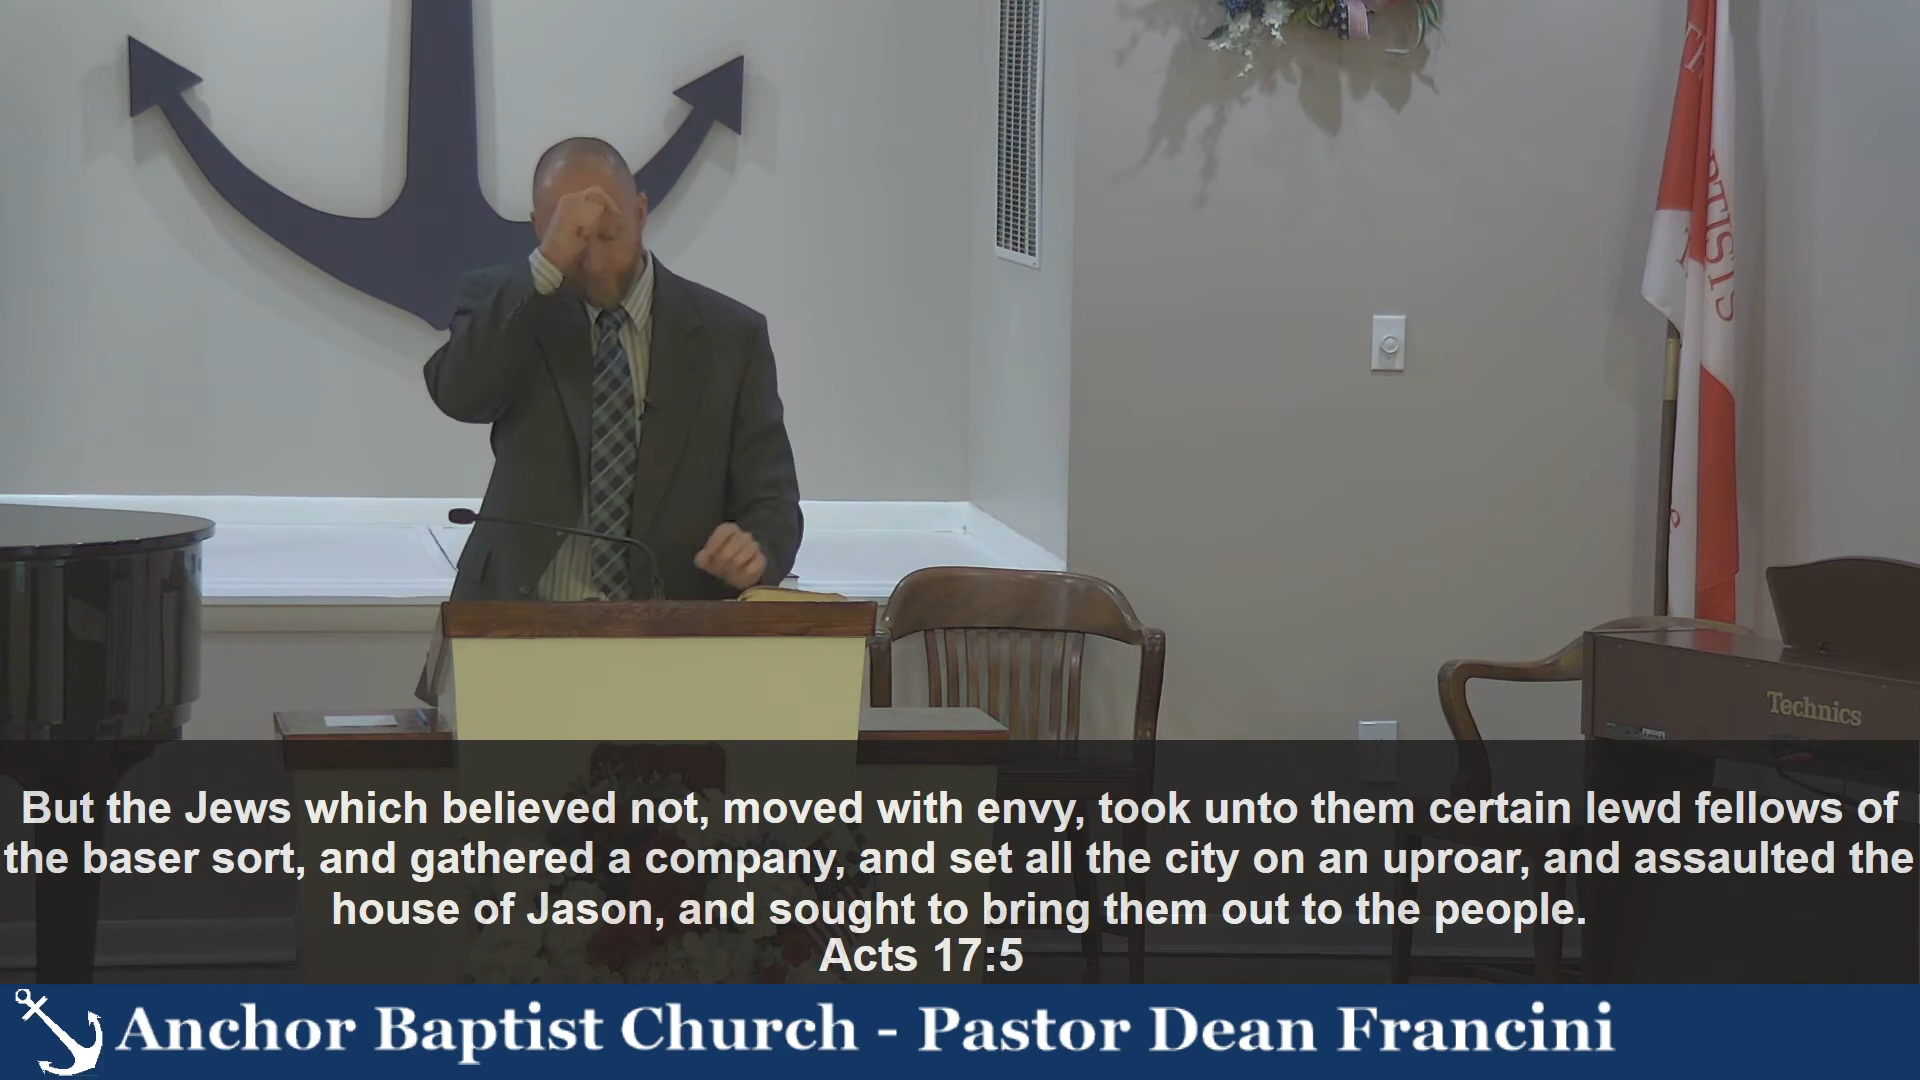 RTISTS
Technics
But the Jews which believed not, moved with envy, took unto them certain lewd fellows of
the baser sort, and gathered a company, and set all the city on an uproar, and assaulted the
house of Jason, and sought to bring them out to the people.
Acts 17:5
Anchor Baptist Church - Pastor Dean Francini